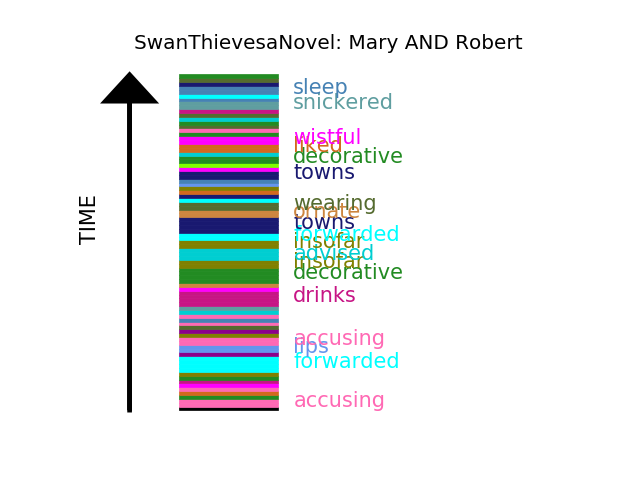 SwanThievesaNovel: Mary AND Robert
sleep
snickered
wistful
liked
decorative
towns
wearing
ornate
towns
forwarded
insofar
advised
insofar
decorative
drinks
accusing
lips
forwarded
accusing
TIME